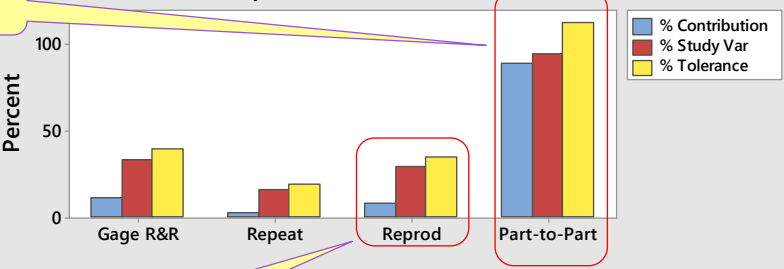 % Contribution
% Study Var
% Tolerance
Percent
100
50
0
Gage R&R
Repeat
Reprod
Part-to-Part